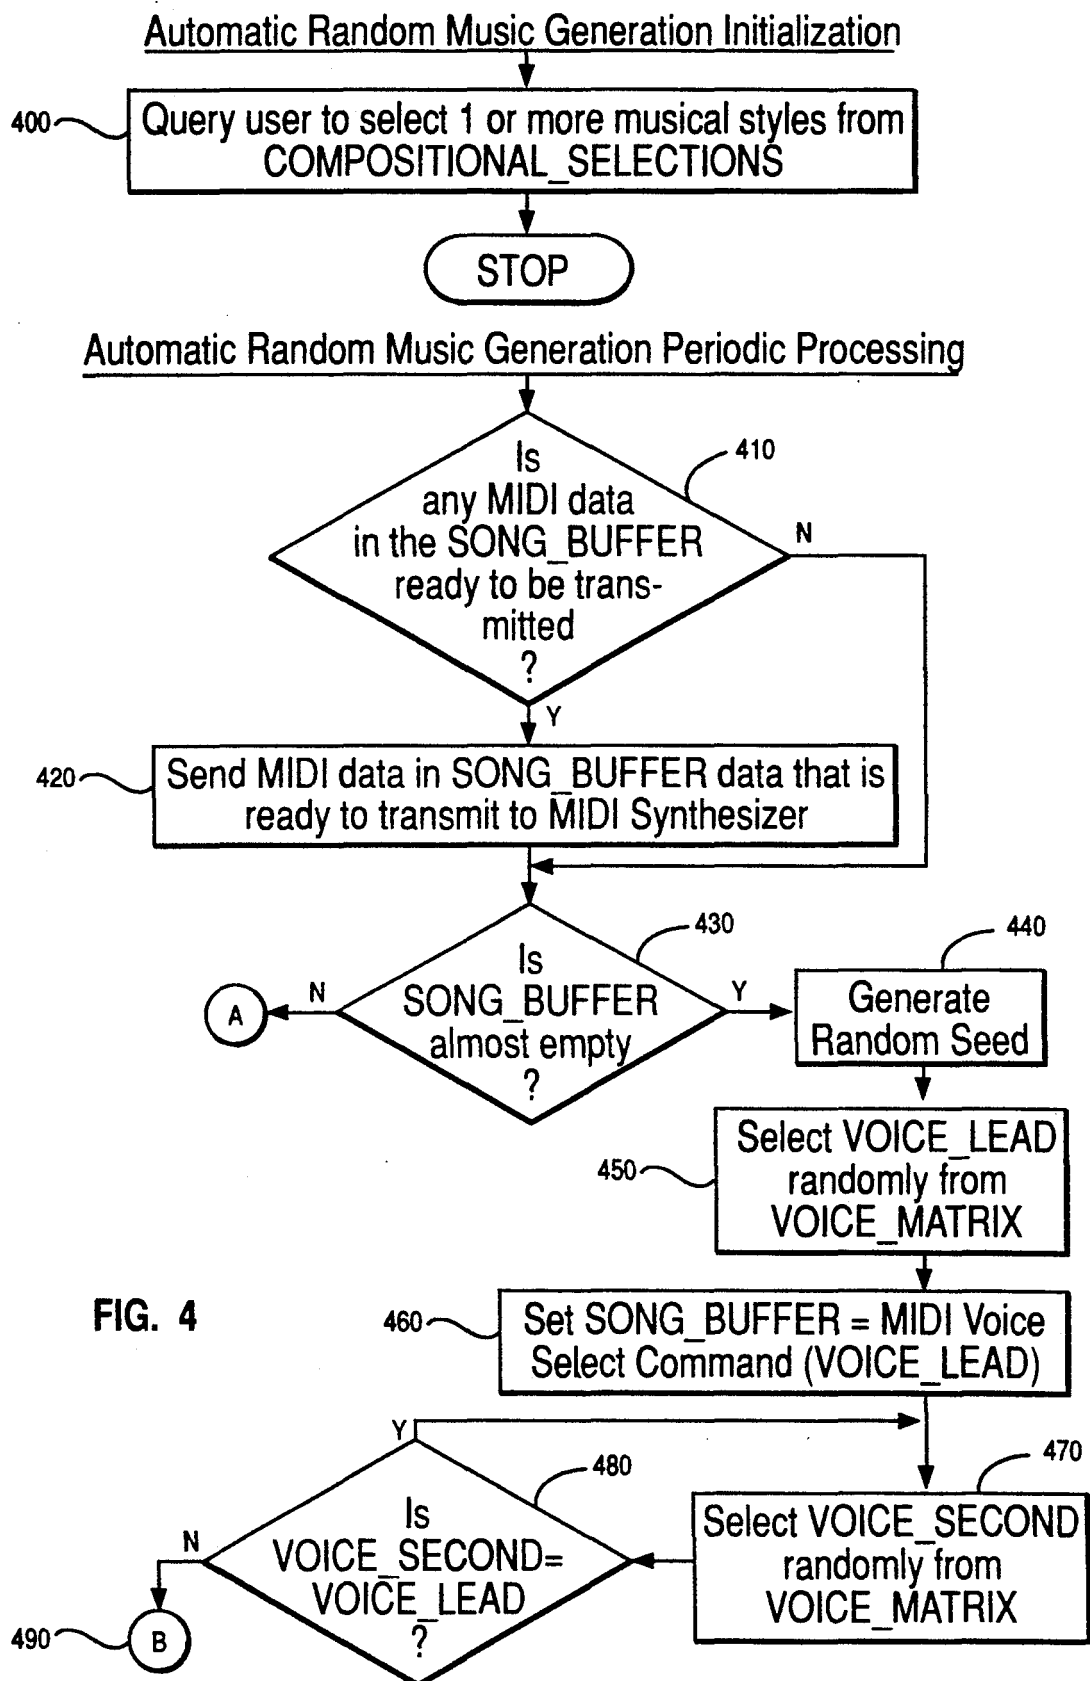 Automatic Random Music Generation Initialization
400
Query user to select 1 or more musical styles from
COMPOSITIONAL_SELECTIONS
STOP
Automatic Random Music Generation Periodic Processing
410
Is
any MIDI data
in the SONG_BUFFER
ready to be trans-
mitted
?
N
Y
420
Send MIDI data in SONG_BUFFER data that is
ready to transmit to MIDI Synthesizer
430
Is
SONG_BUFFER
almost empty
?
N
A
Y
440
Generate
Random Seed
450
Select VOICE_LEAD
randomly from
VOICE_MATRIX
FIG. 4
460
Set SONG_BUFFER = MIDI Voice
Select Command (VOICE_LEAD)
470
Select VOICE_SECOND
randomly from
VOICE_MATRIX
Y
480
Is
VOICE_SECOND=
VOICE_LEAD
?
N
490
B